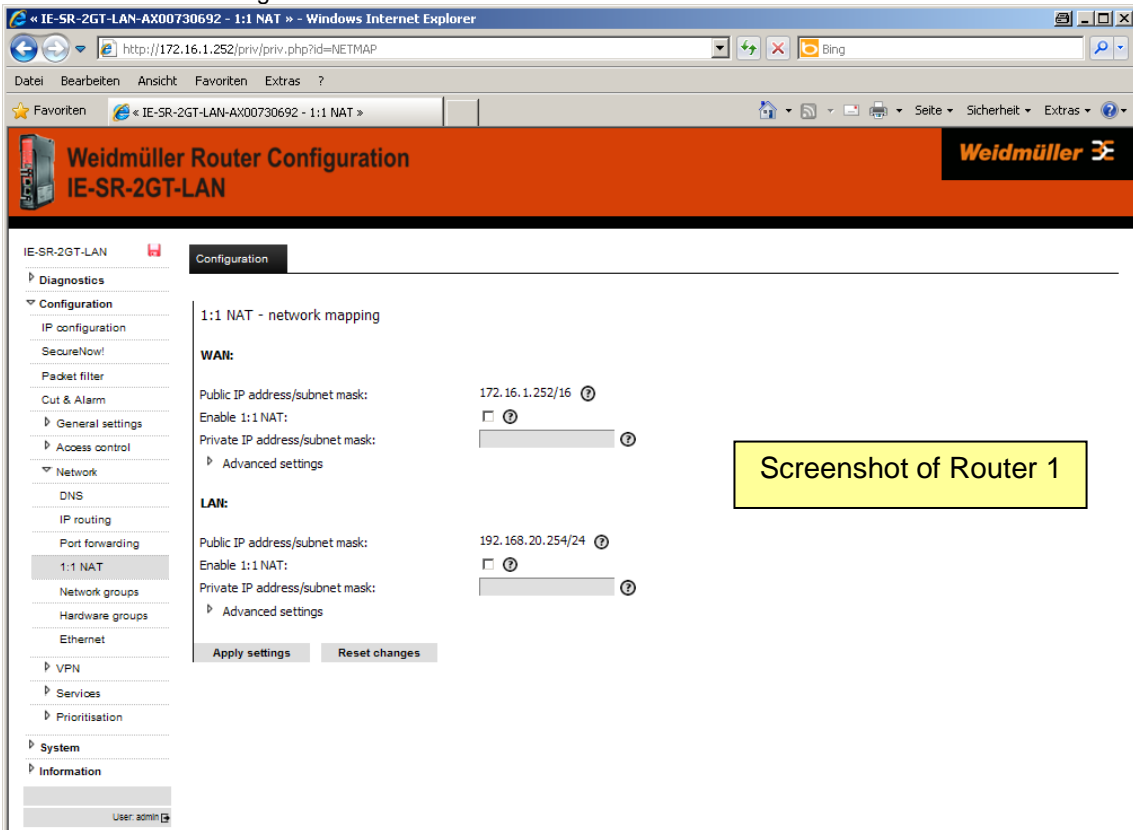 « IE-SR-2GT-LAN-AX00730692 - 1:1 NAT » - Windows Internet Explorer
http://172.16.1.252/priv/priv.php?id=NETMAP
Bing
Datei Bearbeiten Ansicht Favoriten Extras ?
Favoriten « IE-SR-2GT-LAN-AX00730692 - 1:1 NAT » Seite Sicherheit Extras
Weidmüller Router Configuration
IE-SR-2GT-LAN
Weidmüller
IE-SR-2GT-LAN
Diagnostics
Configuration
IP configuration
SecureNow!
Packet filter
Cut & Alarm
General settings
Access control
Network
DNS
IP routing
Port forwarding
1:1 NAT
Network groups
Hardware groups
Ethernet
VPN
Services
Prioritisation
System
Information
User: admin
Configuration
1:1 NAT - network mapping
WAN:
Public IP address/subnet mask: 172.16.1.252/16 ?
Enable 1:1 NAT: ?
Private IP address/subnet mask: ?
Advanced settings
LAN:
Public IP address/subnet mask: 192.168.20.254/24 ?
Enable 1:1 NAT: ?
Private IP address/subnet mask: ?
Advanced settings
Apply settings Reset changes
Screenshot of Router 1